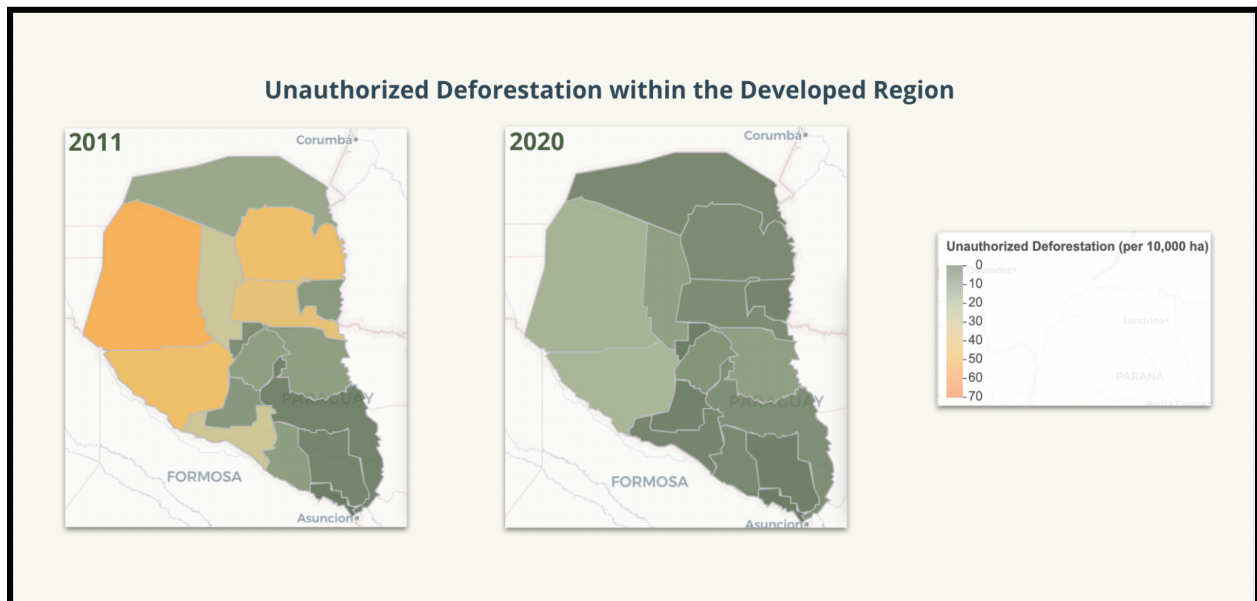 Unauthorized Deforestation within the Developed Region
2011
Corumbá
PARAGUAY
FORMOSA
Asuncion
2020
Corumbá
PARAGUAY
FORMOSA
Asuncion
Unauthorized Deforestation (per 10,000 ha)
0
10
20
30
40
50
60
70
Londrina
PARANÁ